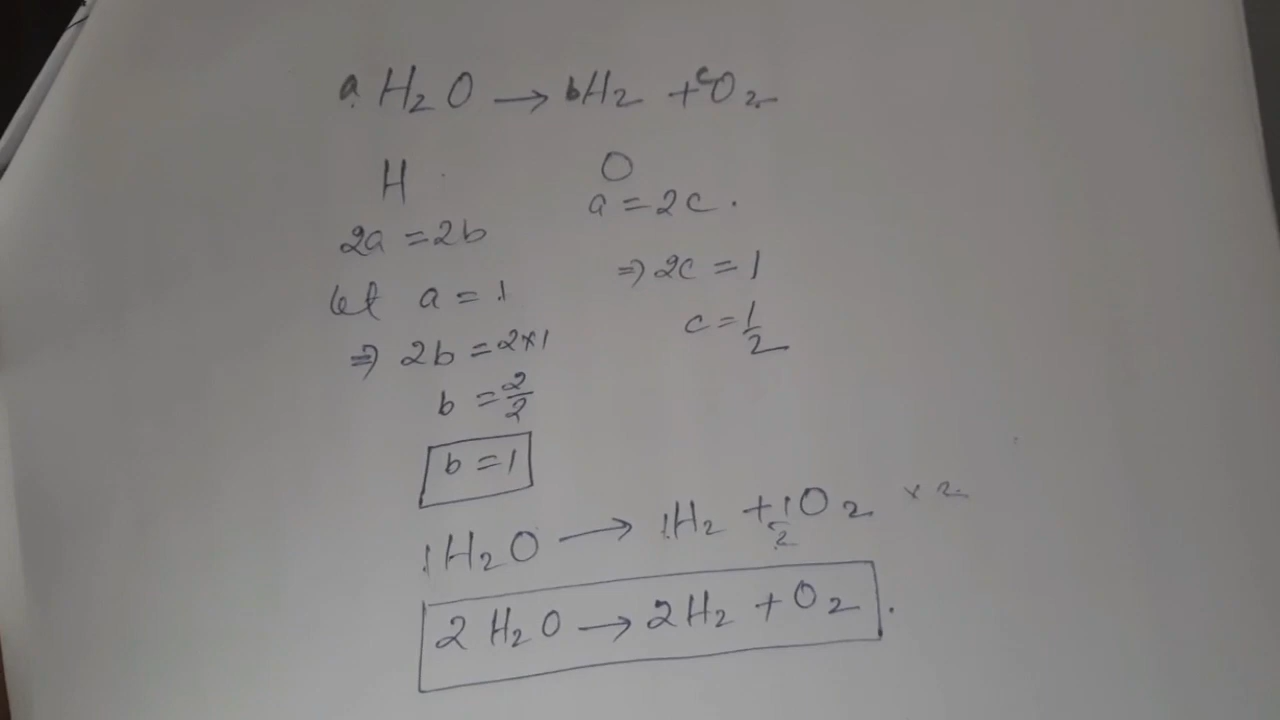 a H₂O → bH₂ + cO₂
H
2a = 2b
let a = 1
⇒ 2b = 2×1
b = 2/2
b = 1
O
a = 2c.
⇒ 2c = 1
c = 1/2
1H₂O → 1H₂ + 1/2 O₂ × 2
2H₂O → 2H₂ + O₂.